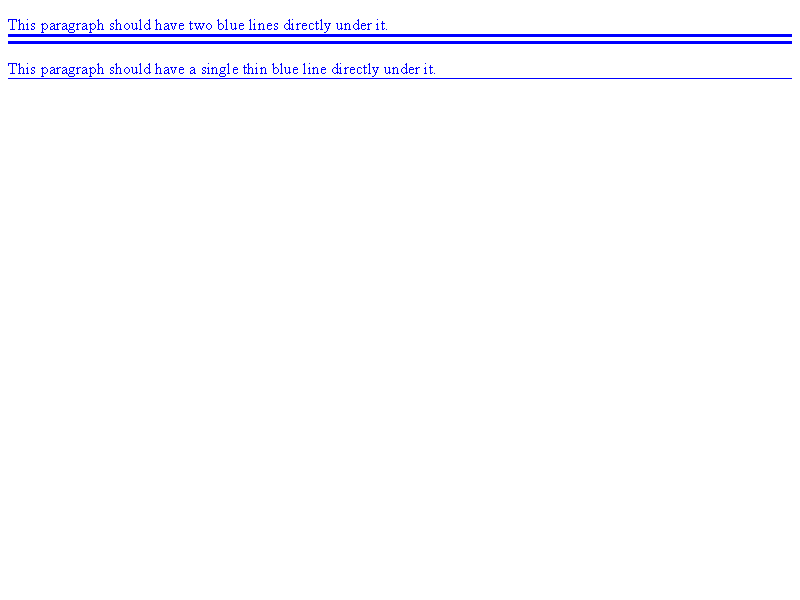 This paragraph should have two blue lines directly under it.
This paragraph should have a single thin blue line directly under it.